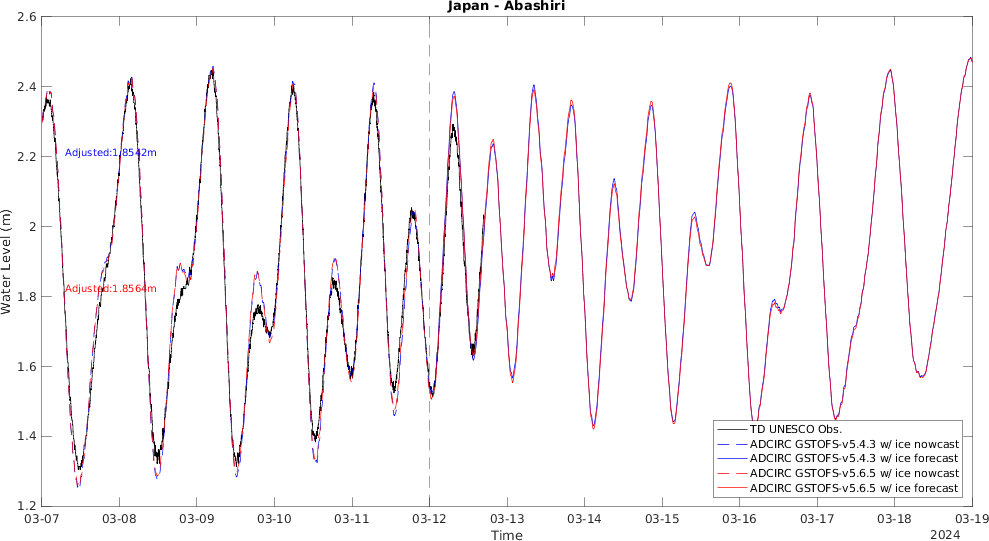 Japan - Abashiri
2.6
2.4
2.2
2
1.8
1.6
1.4
1.2
Water Level (m)
Adjusted:1.8542m
Adjusted:1.8564m
TD UNESCO Obs.
ADCIRC GSTOFS-v5.4.3 w/ ice nowcast
ADCIRC GSTOFS-v5.4.3 w/ ice forecast
ADCIRC GSTOFS-v5.6.5 w/ ice nowcast
ADCIRC GSTOFS-v5.6.5 w/ ice forecast
03-07 03-08 03-09 03-10 03-11 03-12 03-13 03-14 03-15 03-16 03-17 03-18 03-19
Time
2024